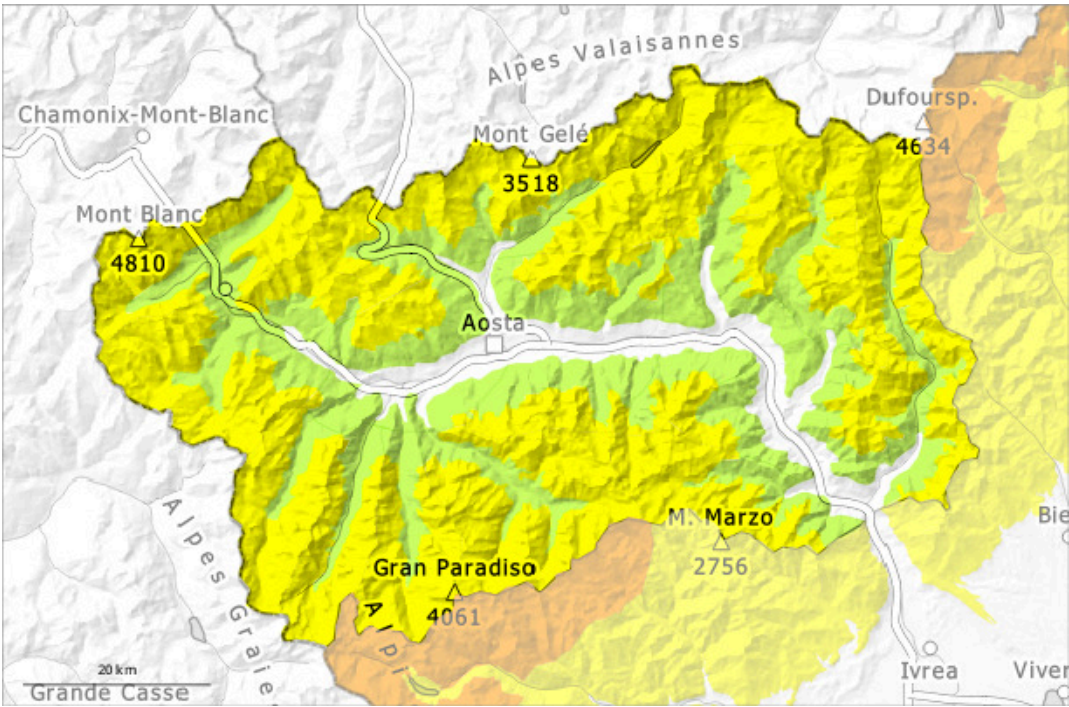 Alpes Valaisannes
Dufoursp.
4634
Chamonix-Mont-Blanc
Mont Gelé
3518
Mont Blanc
4810
Aosta
M. Marzo
2756
Gran Paradiso
4061
Alpes Graie
Alpi
Bie
20 km
Grande Casse
Ivrea
Viver